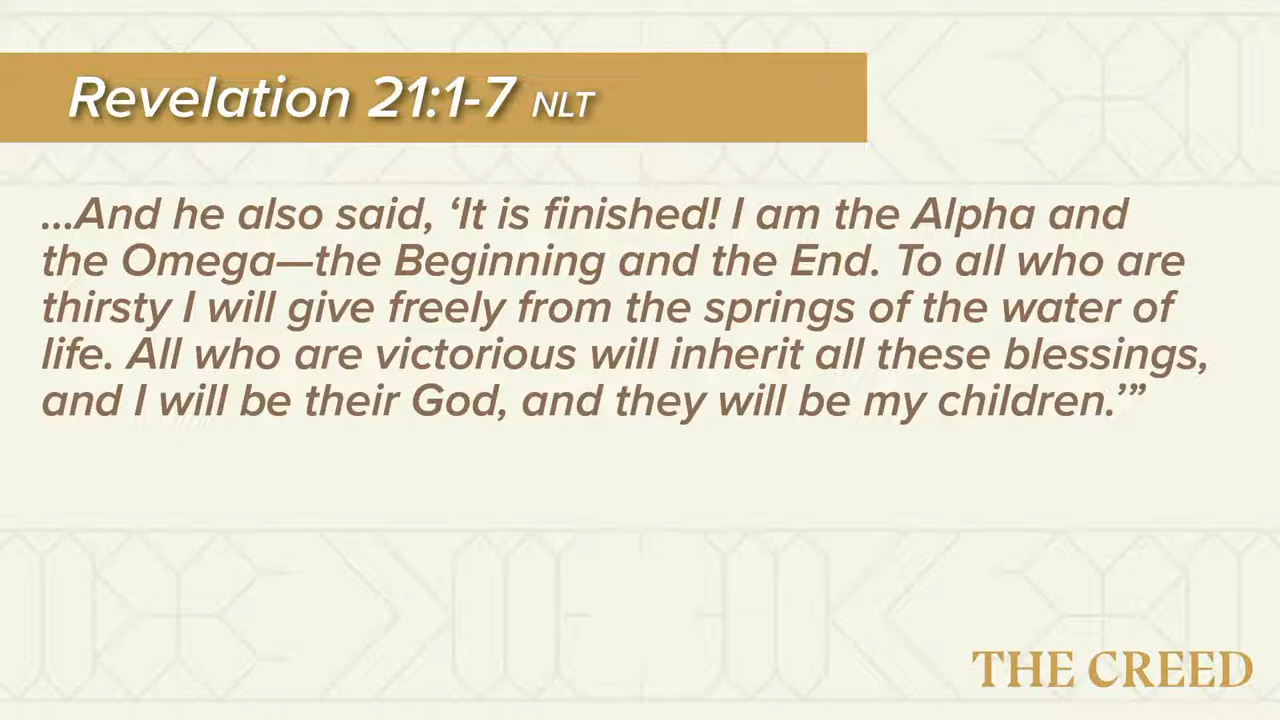 Revelation 21:1-7 NLT
...And he also said, ‘It is finished! I am the Alpha and
the Omega—the Beginning and the End. To all who are
thirsty I will give freely from the springs of the water of
life. All who are victorious will inherit all these blessings,
and I will be their God, and they will be my children.’”
THE CREED